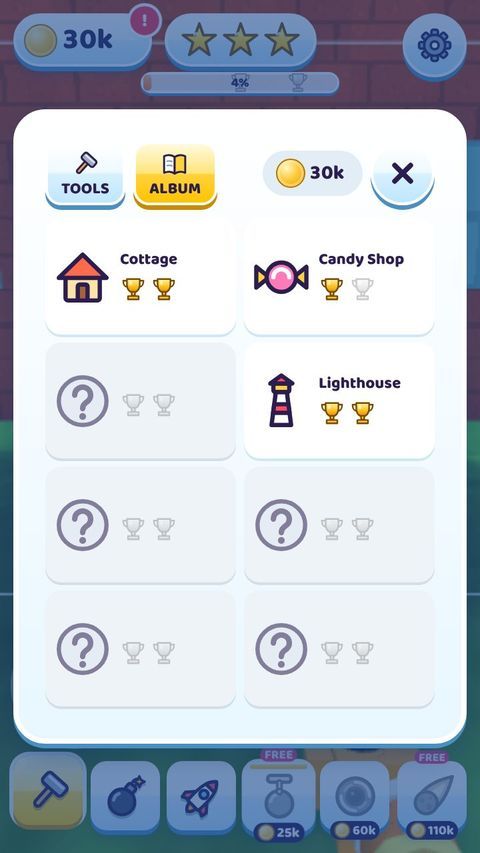 30k
!
4%
TOOLS
ALBUM
30k
Cottage
Candy Shop
?
Lighthouse
?
?
?
?
FREE
FREE
25k
60k
110k